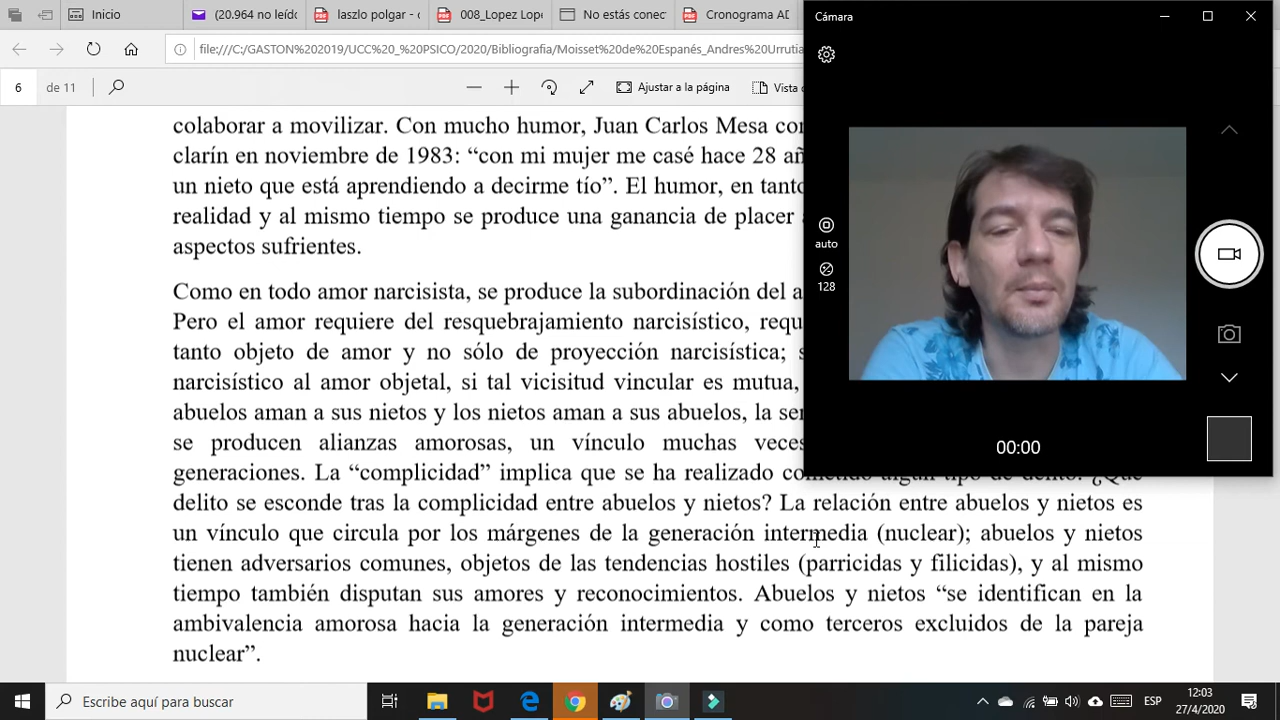 Inicio
(20.964 no leído
laszlo polgar - c
008_Lopez Lop
No estás conec
Cronograma AD
Cámara
file:///C:/GASTON%202019/UCC%20_%20PSICO/2020/Bibliografia/Moisset%20de%20Espanés_Andres%20Urrutia
6 de 11
Ajustar a la página
Vista d
colaborar a movilizar. Con mucho humor, Juan Carlos Mesa con
clarín en noviembre de 1983: “con mi mujer me casé hace 28 añ
un nieto que está aprendiendo a decirme tío”. El humor, en tanto
realidad y al mismo tiempo se produce una ganancia de placer a
aspectos sufrientes.
Como en todo amor narcisista, se produce la subordinación del a
Pero el amor requiere del resquebrajamiento narcisístico, requ
tanto objeto de amor y no sólo de proyección narcisística; s
narcisístico al amor objetal, si tal vicisitud vincular es mutua,
abuelos aman a sus nietos y los nietos aman a sus abuelos, la sen
se producen alianzas amorosas, un vínculo muchas veces
generaciones. La “complicidad” implica que se ha realizado cometido algún tipo de delito. ¿Qué
delito se esconde tras la complicidad entre abuelos y nietos? La relación entre abuelos y nietos es
un vínculo que circula por los márgenes de la generación intermedia (nuclear); abuelos y nietos
tienen adversarios comunes, objetos de las tendencias hostiles (parricidas y filicidas), y al mismo
tiempo también disputan sus amores y reconocimientos. Abuelos y nietos “se identifican en la
ambivalencia amorosa hacia la generación intermedia y como terceros excluidos de la pareja
nuclear”.
auto
128
00:00
Escribe aquí para buscar
ESP
12:03
27/4/2020